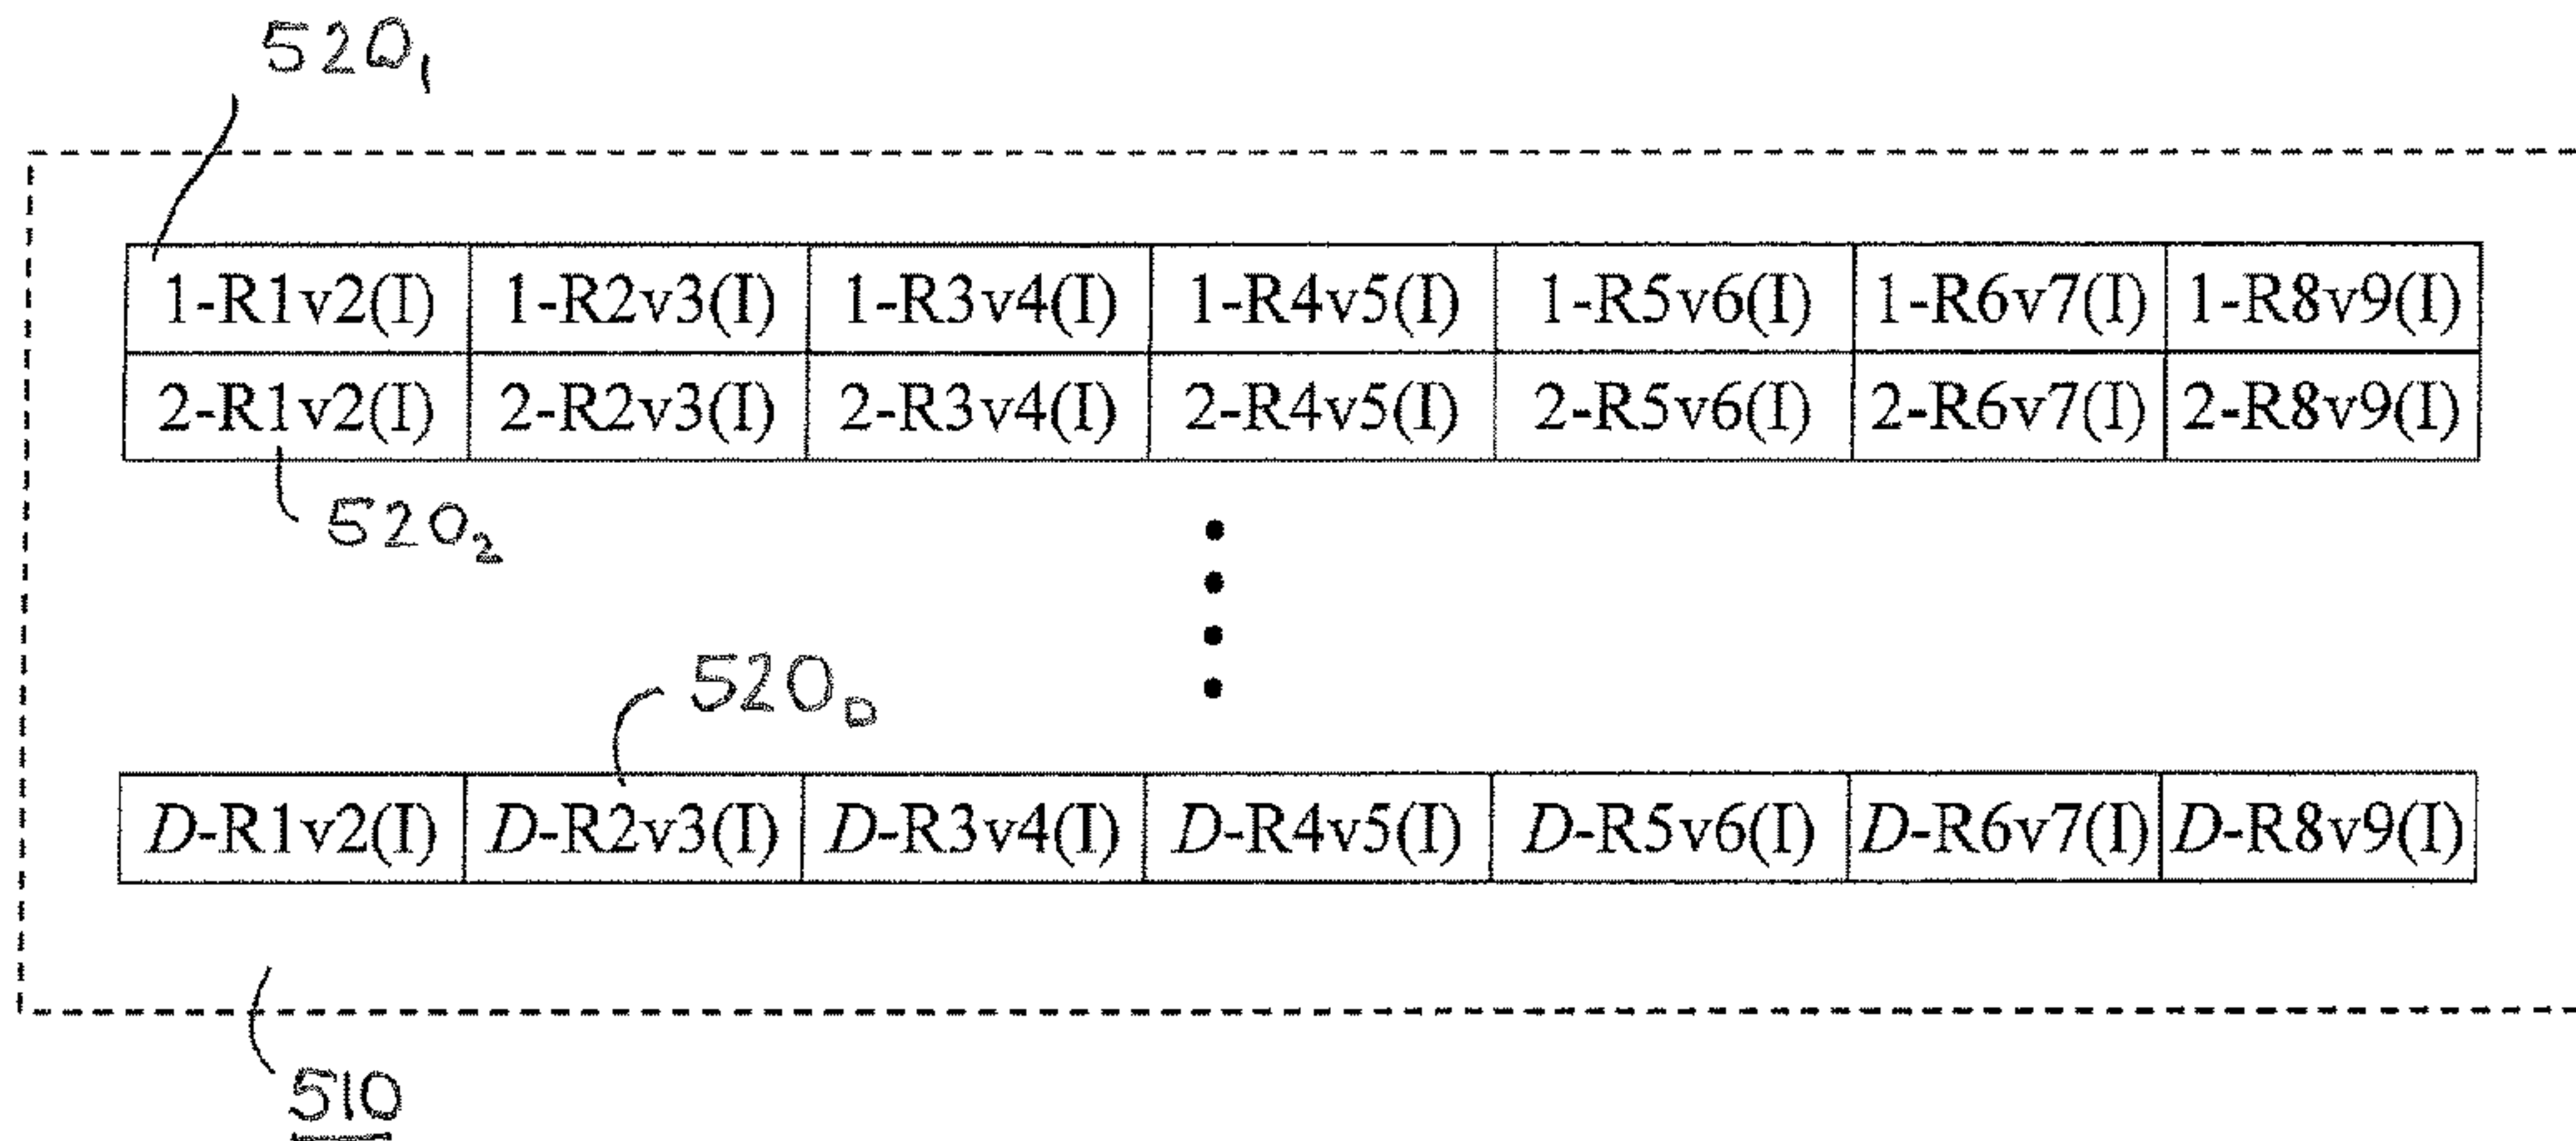 520₁
1-R1v2(I) 1-R2v3(I) 1-R3v4(I) 1-R4v5(I) 1-R5v6(I) 1-R6v7(I) 1-R8v9(I)
2-R1v2(I) 2-R2v3(I) 2-R3v4(I) 2-R4v5(I) 2-R5v6(I) 2-R6v7(I) 2-R8v9(I)
520₂
520_D
D-R1v2(I) D-R2v3(I) D-R3v4(I) D-R4v5(I) D-R5v6(I) D-R6v7(I) D-R8v9(I)
510